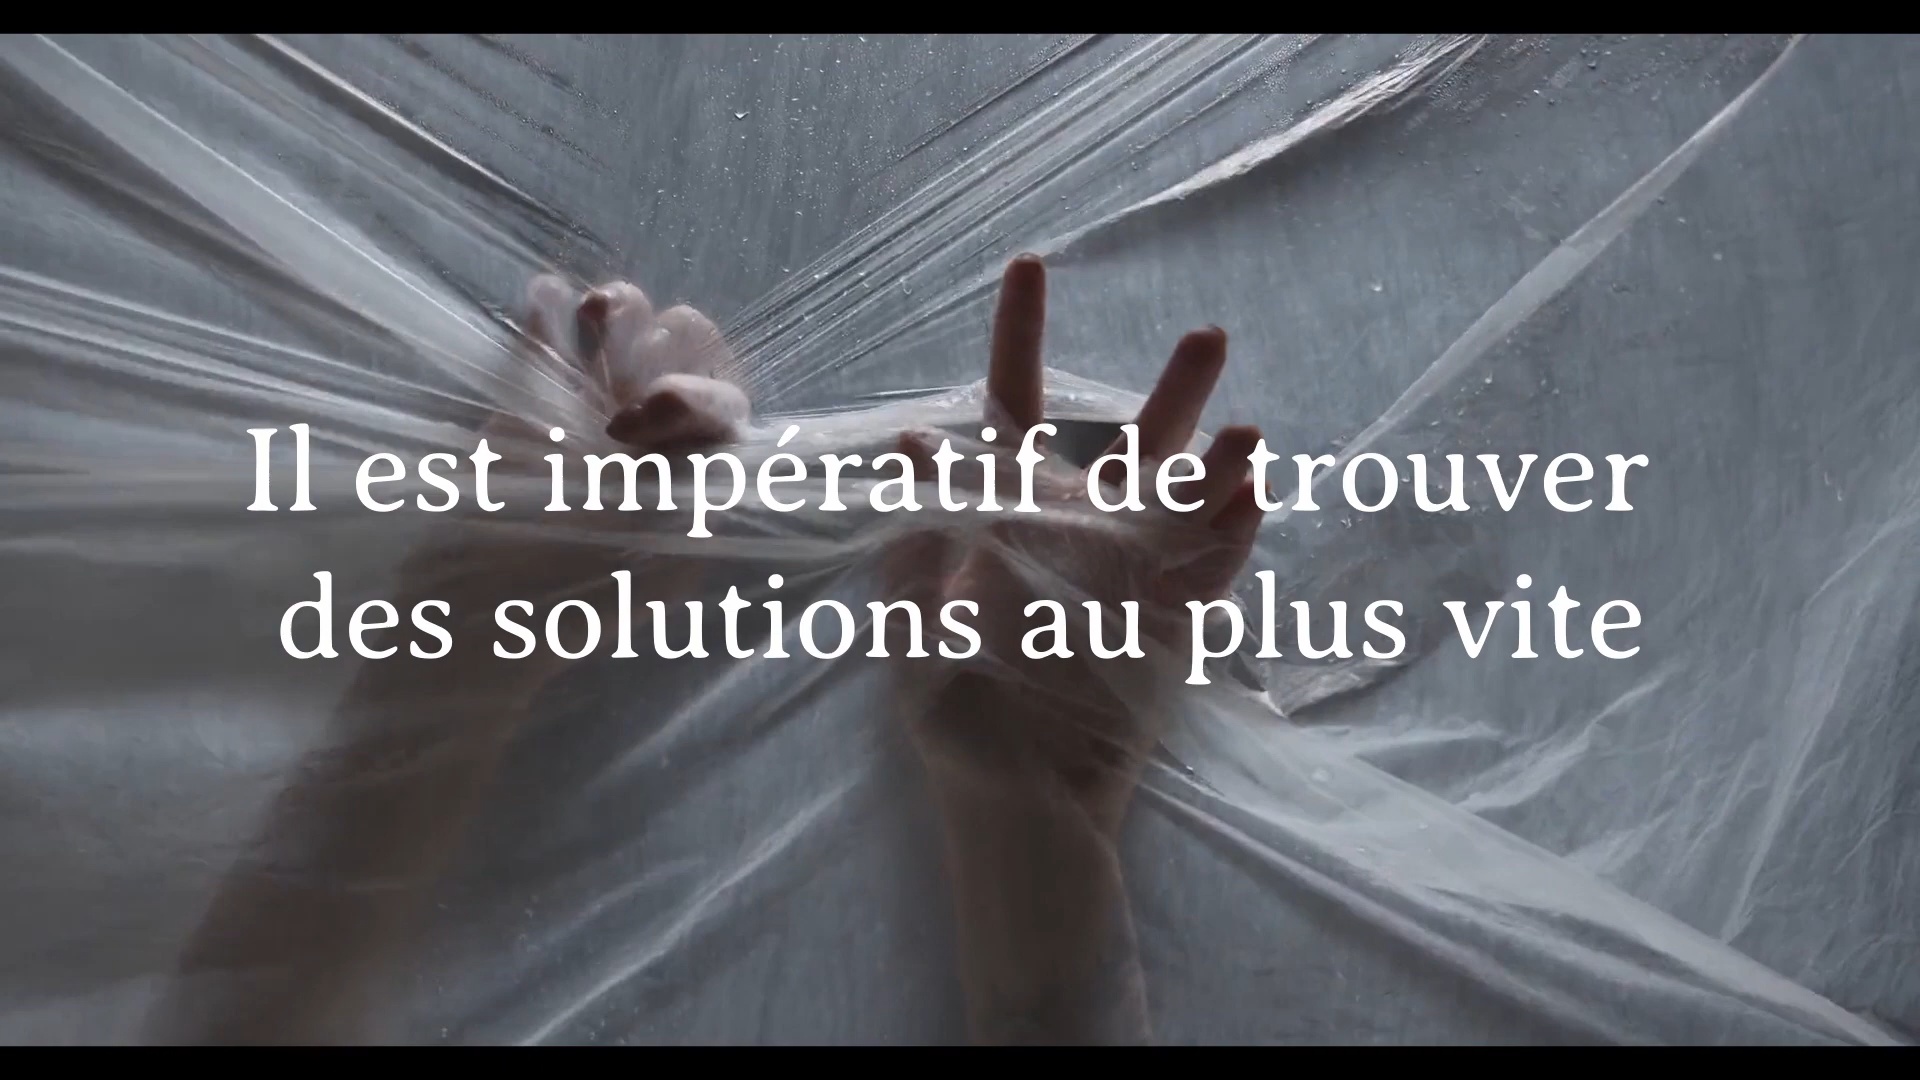 Il est impératif de trouver
des solutions au plus vite